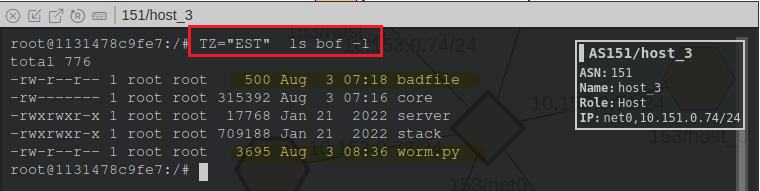 151/host_3
root@1131478c9fe7:/# TZ="EST"  ls bof -l
total 776
-rw-r--r-- 1 root root    500 Aug  3 07:18 badfile
-rw------- 1 root root 315392 Aug  3 07:16 core
-rwxrwxr-x 1 root root  17768 Jan 21  2022 server
-rwxrwxr-x 1 root root 709188 Jan 21  2022 stack
-rw-r--r-- 1 root root   3695 Aug  3 08:36 worm.py
root@1131478c9fe7:/#
AS151/host_3
ASN: 151
Name: host_3
Role: Host
IP: net0,10.151.0.74/24
153/net0